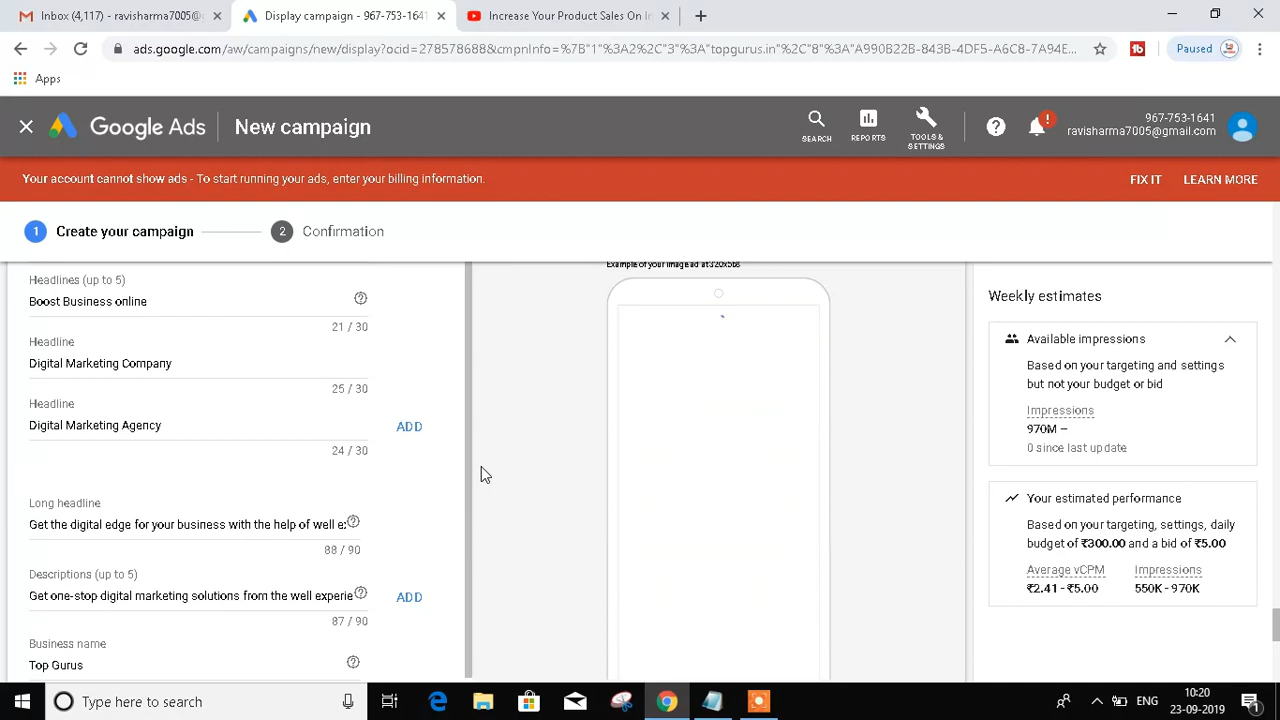 Inbox (4,117) - ravisharma7005@
Display campaign - 967-753-1641
Increase Your Product Sales On In
ads.google.com/aw/campaigns/new/display?ocid=278578688&cmpnInfo=%7B"1"%3A2%2C"3"%3A"topgurus.in"%2C"8"%3A"A990B22B-843B-4DF5-A6C8-7A94E...
Paused
Apps
Google Ads
New campaign
SEARCH
REPORTS
TOOLS & SETTINGS
967-753-1641
ravisharma7005@gmail.com
Your account cannot show ads - To start running your ads, enter your billing information.
FIX IT
LEARN MORE
1 Create your campaign
2 Confirmation
Headlines (up to 5)
Boost Business online
21 / 30
Headline
Digital Marketing Company
25 / 30
Headline
Digital Marketing Agency
ADD
24 / 30
Long headline
Get the digital edge for your business with the help of well e
88 / 90
Descriptions (up to 5)
Get one-stop digital marketing solutions from the well experie
ADD
87 / 90
Business name
Top Gurus
Example of your image ad at 320x568
Weekly estimates
Available impressions
Based on your targeting and settings
but not your budget or bid
Impressions
970M –
0 since last update
Your estimated performance
Based on your targeting, settings, daily
budget of ₹300.00 and a bid of ₹5.00
Average vCPM
Impressions
₹2.41 - ₹5.00
550K - 970K
Type here to search
ENG
10:20
23-09-2019